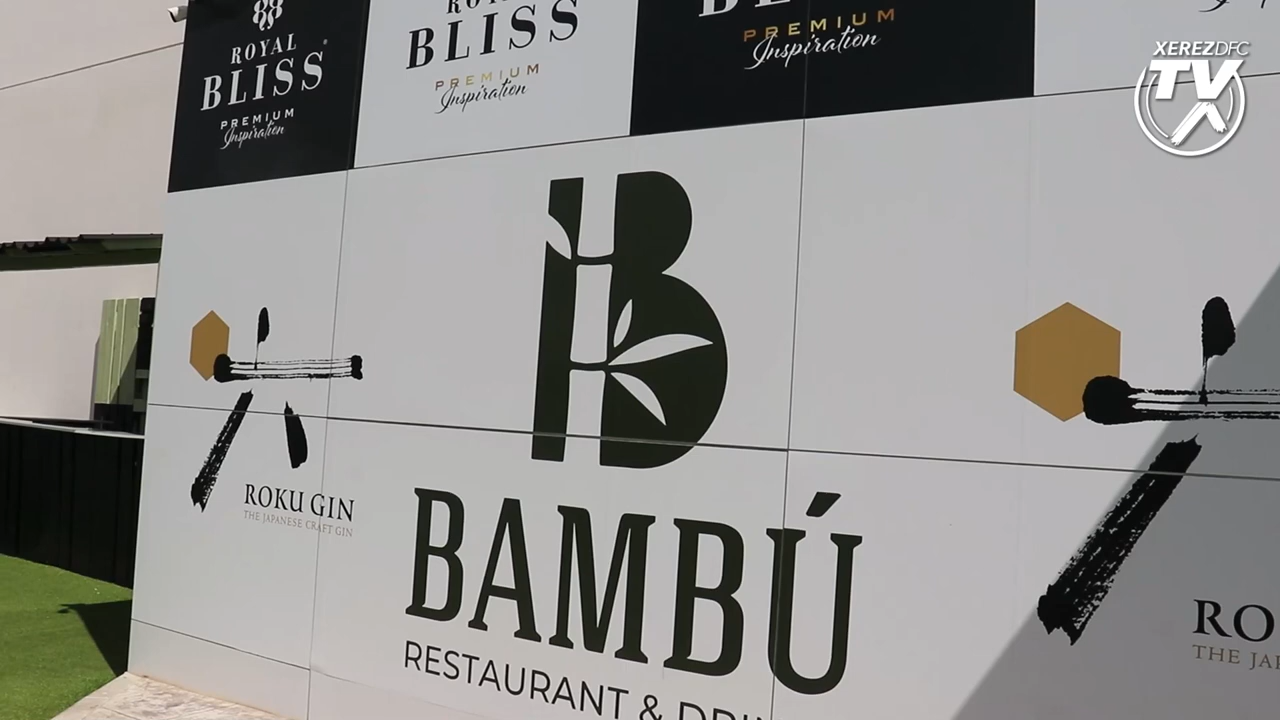 ROYAL
BLISS
PREMIUM
Inspiration
BLISS
PREMIUM
Inspiration
PREMIUM
Inspiration
XEREZDFC
TV
六
ROKU GIN
THE JAPANESE CRAFT GIN
BAMBÚ
RESTAURANT &